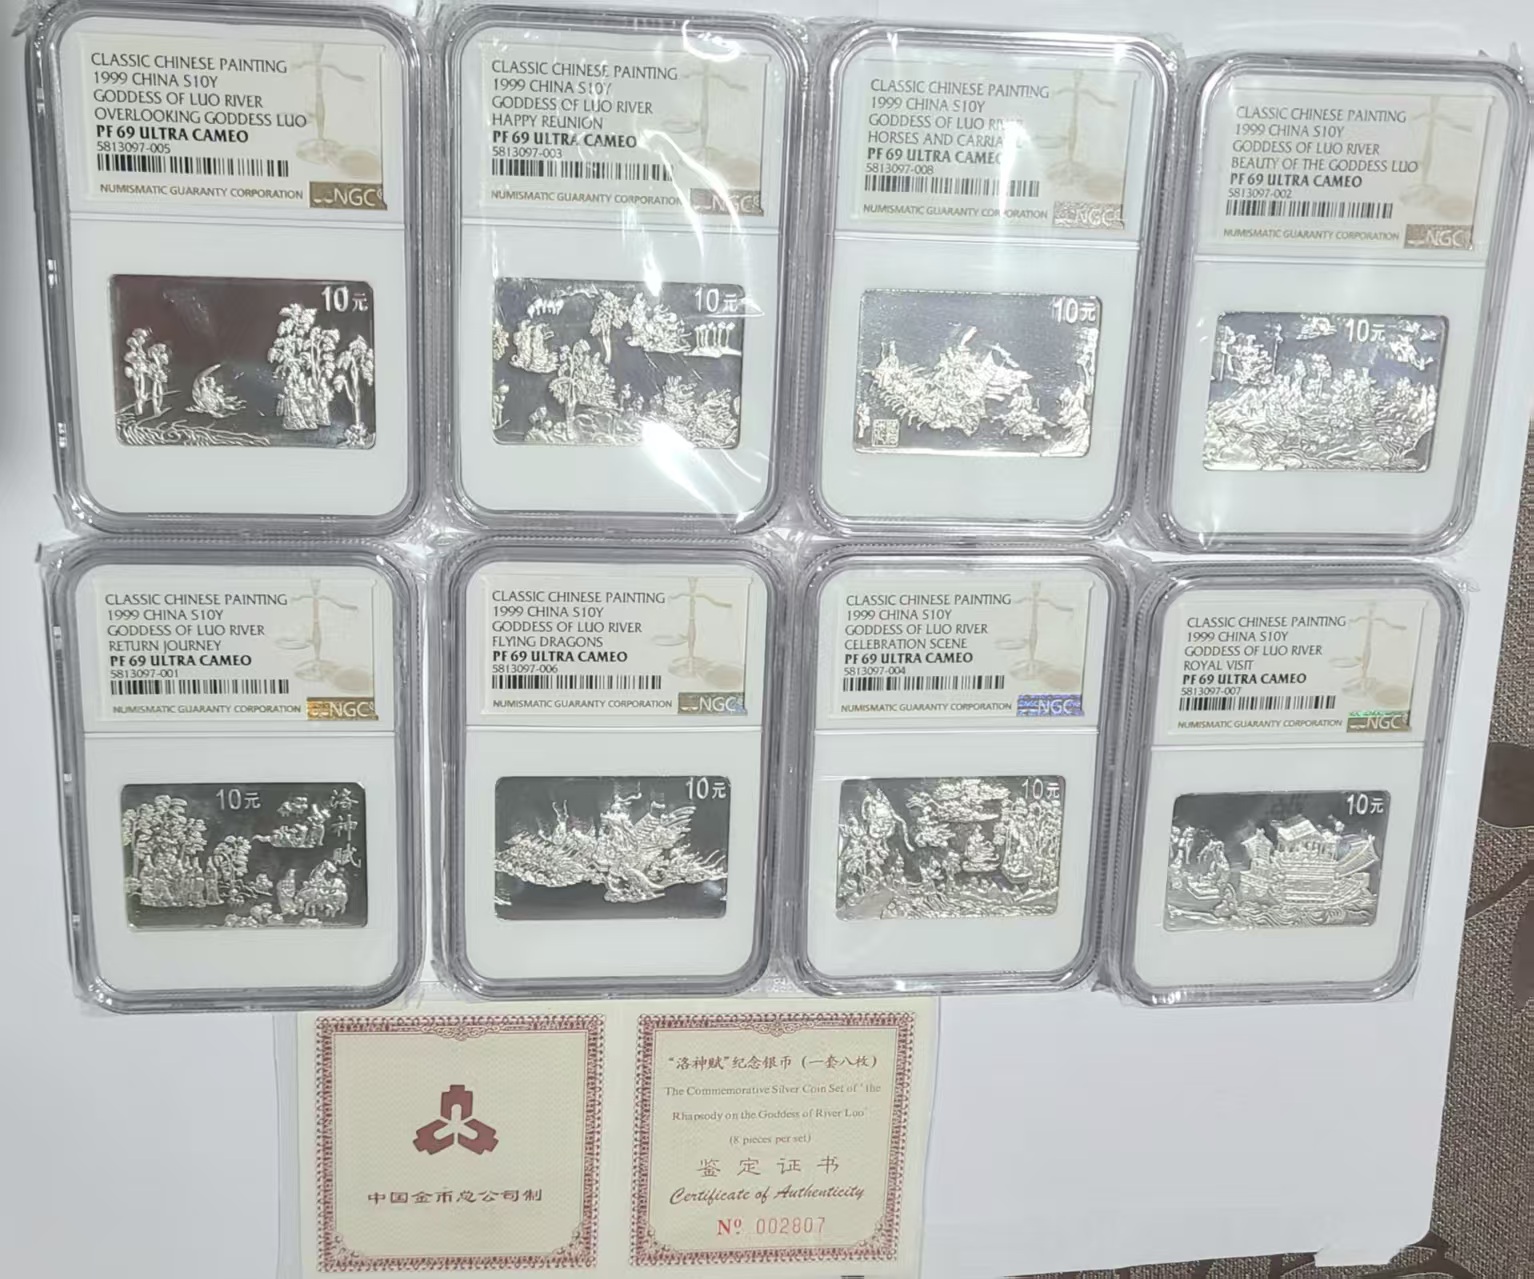 CLASSIC CHINESE PAINTING
1999 CHINA S10Y
GODDESS OF LUO RIVER
OVERLOOKING GODDESS LUO
PF 69 ULTRA CAMEO
5813097-005
NUMISMATIC GUARANTY CORPORATION
NGC
10元
CLASSIC CHINESE PAINTING
1999 CHINA S10Y
GODDESS OF LUO RIVER
HAPPY REUNION
PF 69 ULTRA CAMEO
5813097-003
NUMISMATIC GUARANTY CORPORATION
NGC
10元
CLASSIC CHINESE PAINTING
1999 CHINA S10Y
GODDESS OF LUO RIVER
HORSES AND
PF 69 ULTRA CAMEO
5813097-008
NUMISMATIC GUARANTY CORPORATION
NGC
10元
CLASSIC CHINESE PAINTING
1999 CHINA S10Y
GODDESS OF LUO RIVER
BEAUTY OF THE GODDESS LUO
PF 69 ULTRA CAMEO
5813097-002
NUMISMATIC GUARANTY CORPORATION
NGC
10元
CLASSIC CHINESE PAINTING
1999 CHINA S10Y
GODDESS OF LUO RIVER
RETURN JOURNEY
PF 69 ULTRA CAMEO
5813097-001
NUMISMATIC GUARANTY CORPORATION
NGC
10元
洛神賦
CLASSIC CHINESE PAINTING
1999 CHINA S10Y
GODDESS OF LUO RIVER
FLYING DRAGONS
PF 69 ULTRA CAMEO
5813097-006
NUMISMATIC GUARANTY CORPORATION
NGC
10元
CLASSIC CHINESE PAINTING
1999 CHINA S10Y
GODDESS OF LUO RIVER
CELEBRATION SCENE
PF 69 ULTRA CAMEO
5813097-004
NUMISMATIC GUARANTY CORPORATION
NGC
10元
CLASSIC CHINESE PAINTING
1999 CHINA S10Y
GODDESS OF LUO RIVER
ROYAL VISIT
PF 69 ULTRA CAMEO
5813097-007
NUMISMATIC GUARANTY CORPORATION
NGC
10元
中国金币总公司制
“洛神赋”纪念银币（一套八枚）
The Commemorative Silver Coin Set of "the
Rhapsody on the Goddess of River Luo"
(8 pieces per set)
鉴定证书
Certificate of Authenticity
Nº 002807